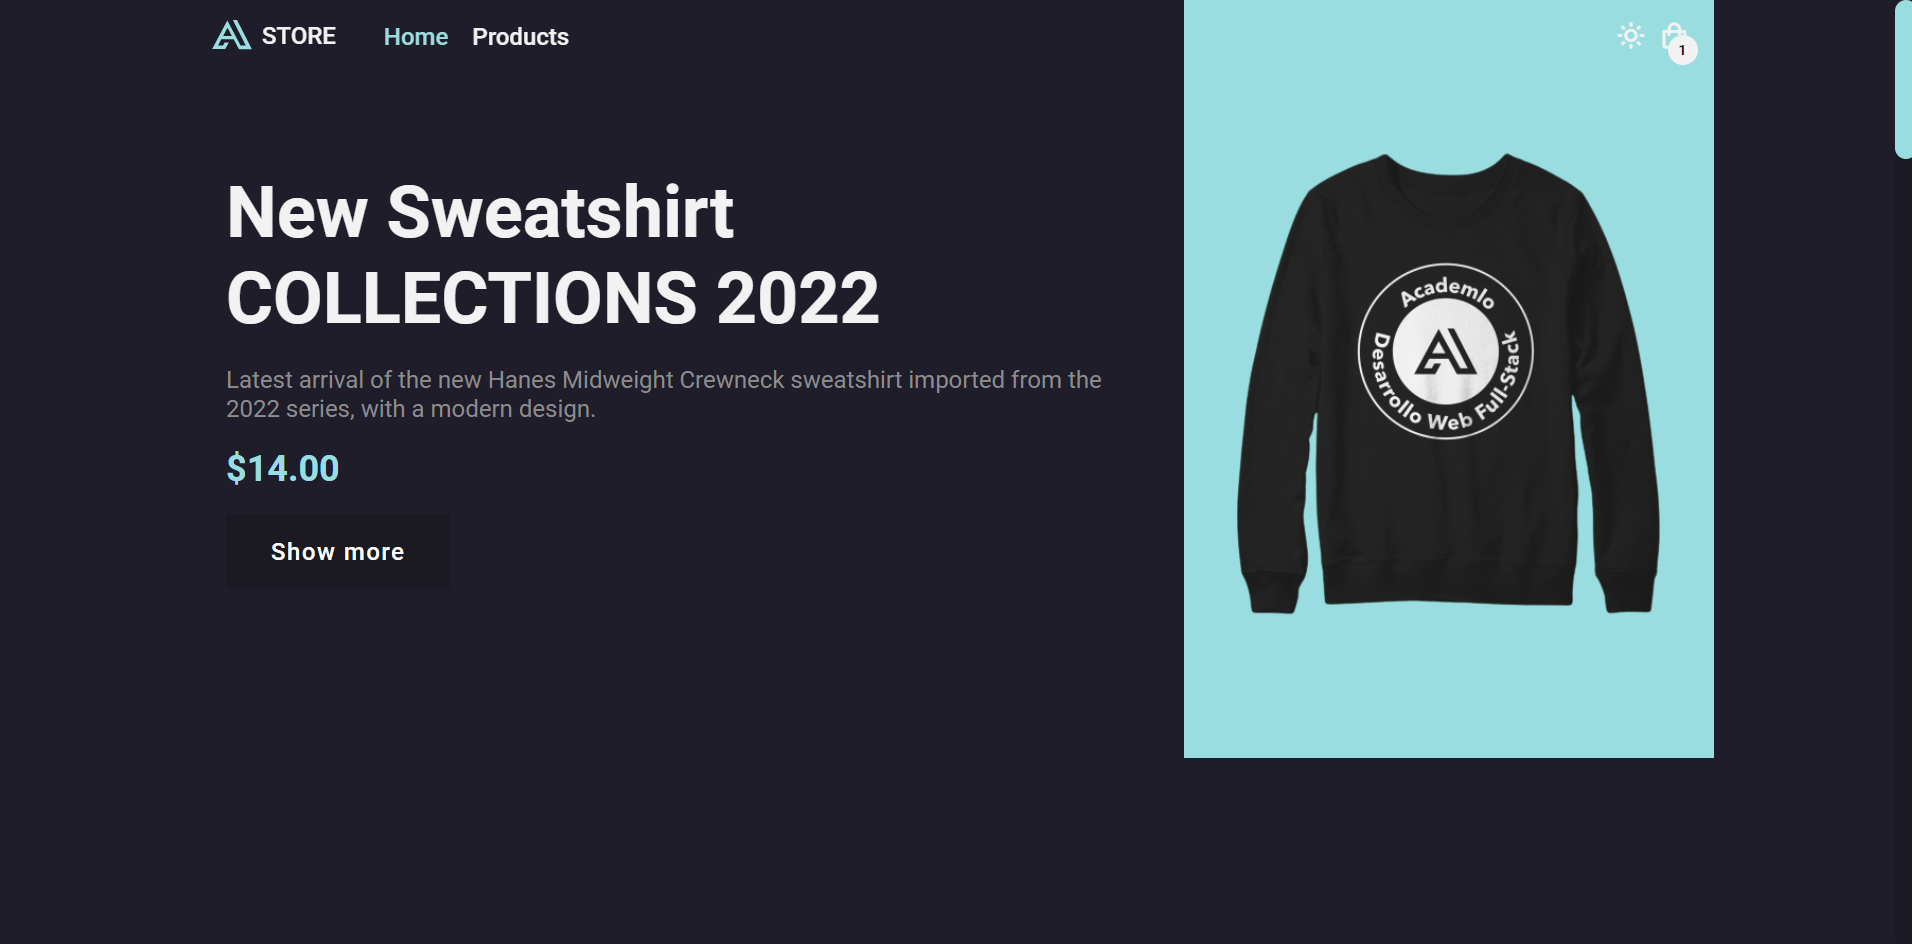 STORE
Home
Products
1
New Sweatshirt
COLLECTIONS 2022
Latest arrival of the new Hanes Midweight Crewneck sweatshirt imported from the
2022 series, with a modern design.
$14.00
Show more
Academlo
Desarrollo Web Full-Stack